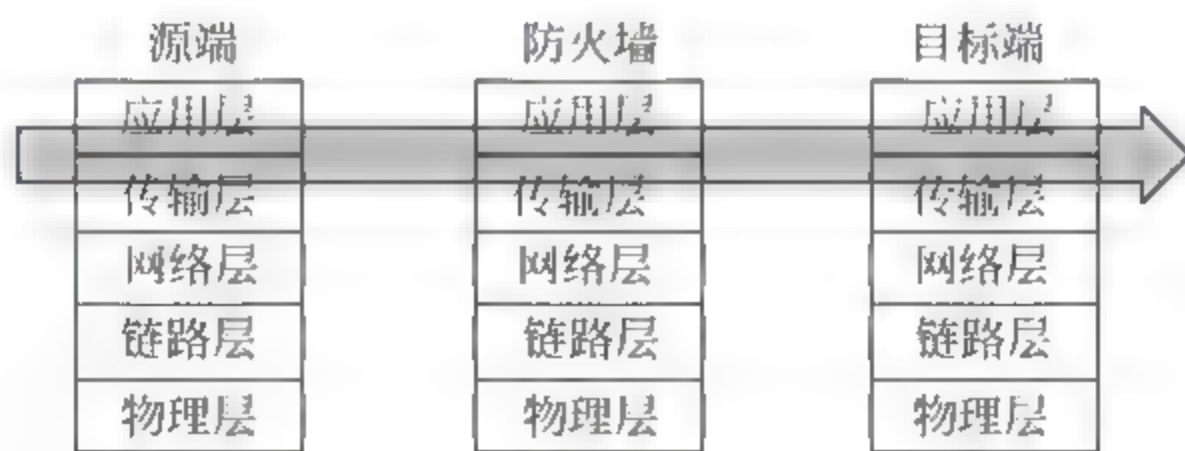 源端 防火墙 目标端
应用层 应用层 应用层
传输层 传输层 传输层
网络层 网络层 网络层
链路层 链路层 链路层
物理层 物理层 物理层